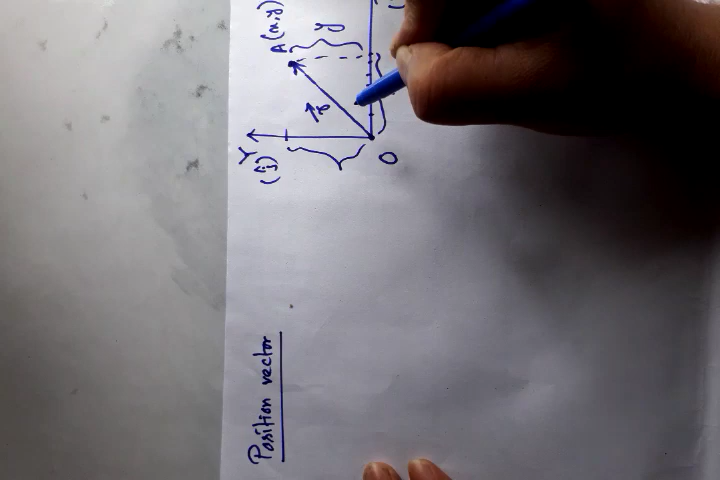 Position vector
Y
(ĵ)
A (x,y)
y
r
O